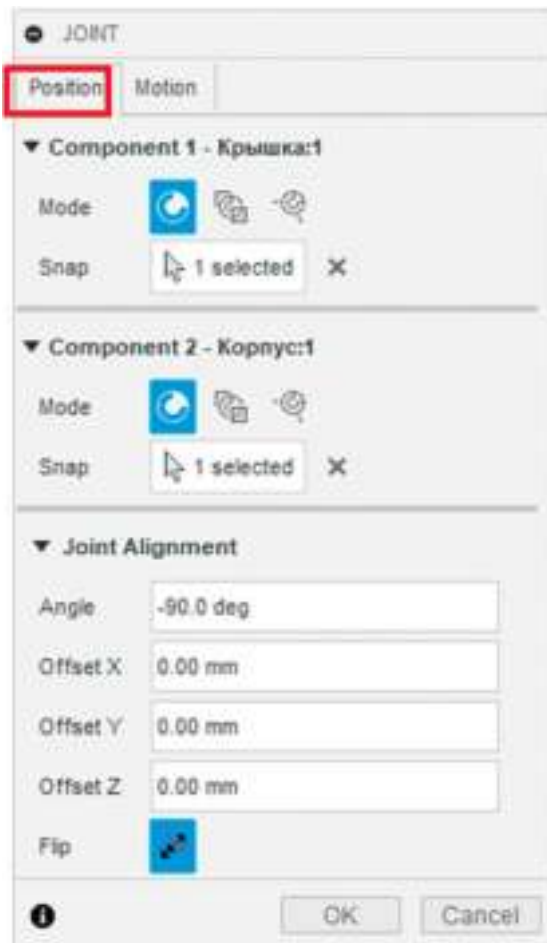 JOINT
Position Motion
Component 1 - Крышка:1
Mode
Snap 1 selected
Component 2 - Корпус:1
Mode
Snap 1 selected
Joint Alignment
Angle -90.0 deg
Offset X 0.00 mm
Offset Y 0.00 mm
Offset Z 0.00 mm
Flip
OK Cancel